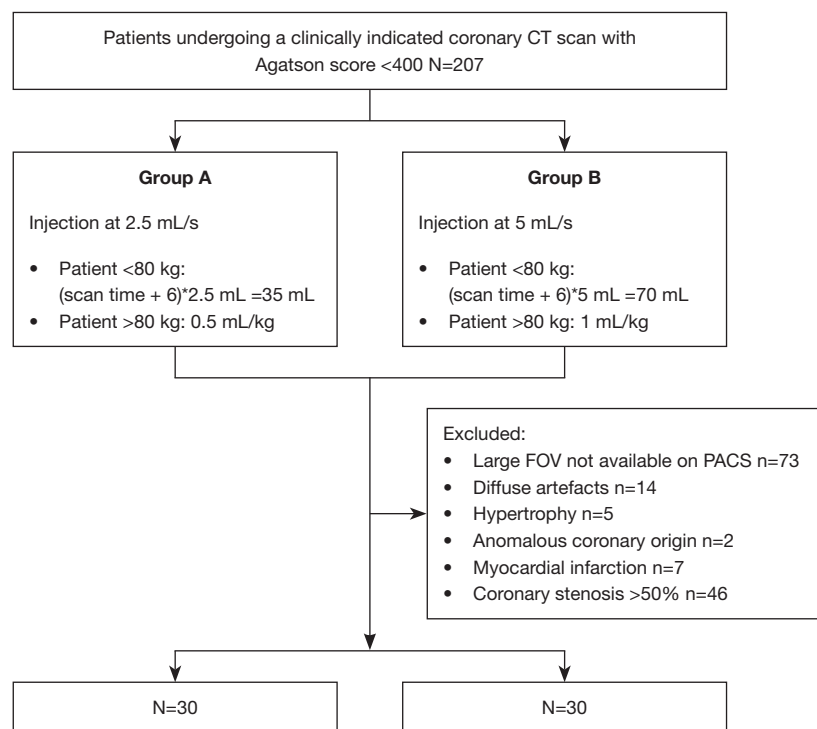 Patients undergoing a clinically indicated coronary CT scan with
Agatson score <400 N=207
Group A
Injection at 2.5 mL/s
• Patient <80 kg:
(scan time + 6)*2.5 mL =35 mL
• Patient >80 kg: 0.5 mL/kg
Group B
Injection at 5 mL/s
• Patient <80 kg:
(scan time + 6)*5 mL =70 mL
• Patient >80 kg: 1 mL/kg
Excluded:
• Large FOV not available on PACS n=73
• Diffuse artefacts n=14
• Hypertrophy n=5
• Anomalous coronary origin n=2
• Myocardial infarction n=7
• Coronary stenosis >50% n=46
N=30
N=30